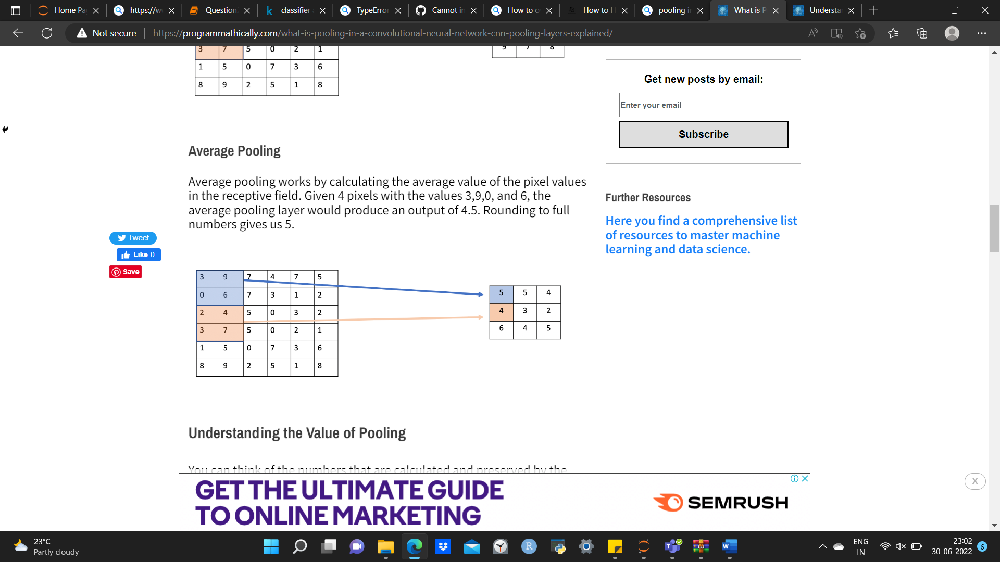 Home Pa
https://w
Question
classifier
TypeError
Cannot in
How to o
How to H
pooling i
What is P
Understa
Not secure
https://programmathically.com/what-is-pooling-in-a-convolutional-neural-network-cnn-pooling-layers-explained/
3 7 5 0 2 1
1 5 0 7 3 6
8 9 2 5 1 8
9 7 8
Get new posts by email:
Enter your email
Subscribe
Average Pooling
Average pooling works by calculating the average value of the pixel values
in the receptive field. Given 4 pixels with the values 3,9,0, and 6, the
average pooling layer would produce an output of 4.5. Rounding to full
numbers gives us 5.
Further Resources
Here you find a comprehensive list
of resources to master machine
learning and data science.
Tweet
Like 0
Save
3 9 7 4 7 5
0 6 7 3 1 2
2 4 5 0 3 2
3 7 5 0 2 1
1 5 0 7 3 6
8 9 2 5 1 8
5 5 4
4 3 2
6 4 5
Understanding the Value of Pooling
You can think of the numbers that are calculated and preserved by the
GET THE ULTIMATE GUIDE
TO ONLINE MARKETING
SEMRUSH
X
23°C
Partly cloudy
ENG
IN
23:02
30-06-2022
6